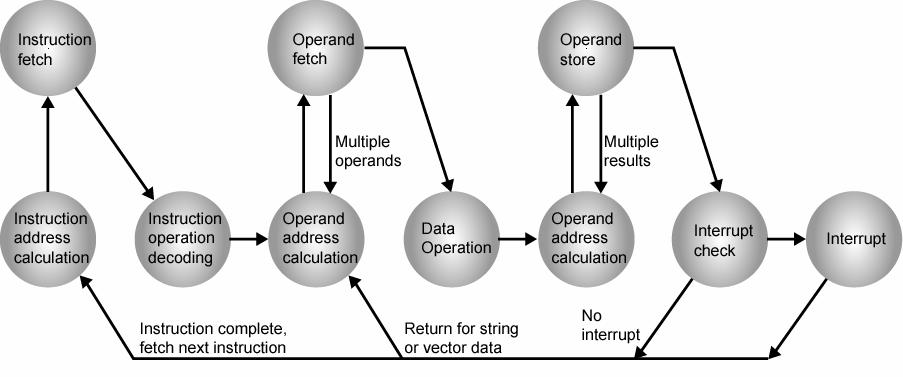 Instruction
fetch
Operand
fetch
Operand
store
Multiple
operands
Multiple
results
Instruction
address
calculation
Instruction
operation
decoding
Operand
address
calculation
Data
Operation
Operand
address
calculation
Interrupt
check
Interrupt
Instruction complete,
fetch next instruction
Return for string
or vector data
No
interrupt